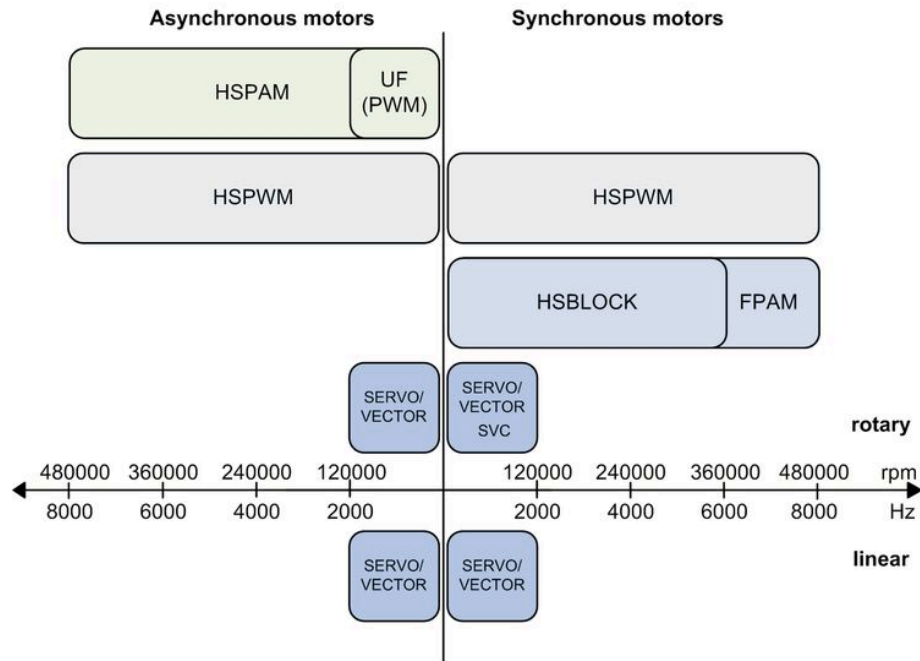 Asynchronous motors Synchronous motors
HSPAM
UF
(PWM)
HSPWM HSPWM
HSBLOCK FPAM
SERVO/
VECTOR
SERVO/
VECTOR
SVC
rotary
480000 360000 240000 120000 120000 240000 360000 480000 rpm
8000 6000 4000 2000 2000 4000 6000 8000 Hz
linear
SERVO/
VECTOR
SERVO/
VECTOR